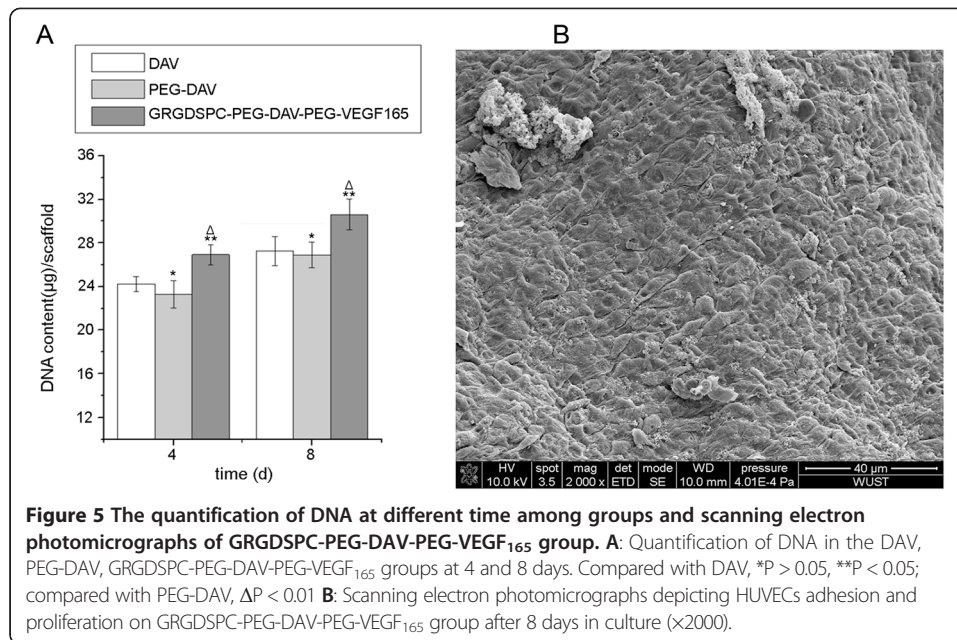 A
B
DAV
PEG-DAV
GRGDSPC-PEG-DAV-PEG-VEGF165
36
32
28
24
20
16
12
DNA content(μg)/scaffold
*
Δ
**
*
Δ
**
4
8
time (d)
HV spot mag det mode WD pressure 40 μm
10.0 kV 3.5 2 000 x ETD SE 10.0 mm 4.01E-4 Pa WUST
Figure 5 The quantification of DNA at different time among groups and scanning electron
photomicrographs of GRGDSPC-PEG-DAV-PEG-VEGF₁₆₅ group. A: Quantification of DNA in the DAV,
PEG-DAV, GRGDSPC-PEG-DAV-PEG-VEGF₁₆₅ groups at 4 and 8 days. Compared with DAV, *P > 0.05, **P < 0.05;
compared with PEG-DAV, ΔP < 0.01 B: Scanning electron photomicrographs depicting HUVECs adhesion and
proliferation on GRGDSPC-PEG-DAV-PEG-VEGF₁₆₅ group after 8 days in culture (×2000).